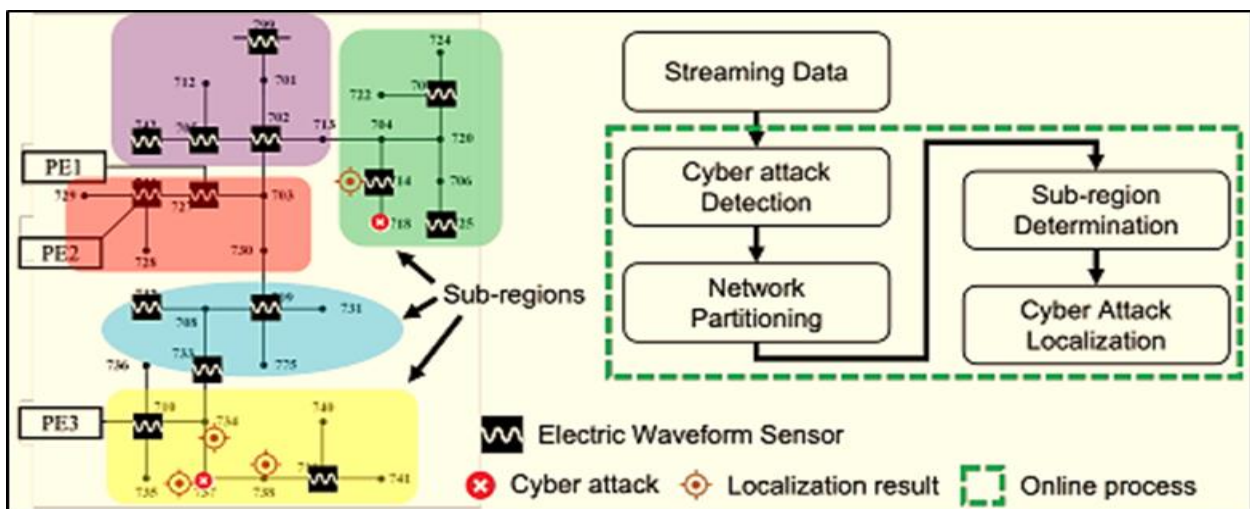 724
712
701
722
702
713
704
720
PE1
714
706
729
727
703
718
725
PE2
728
730
Sub-regions
731
708
733
736
775
PE3
710
734
740
735
737
738
741
Streaming Data
Cyber attack
Detection
Network
Partitioning
Sub-region
Determination
Cyber Attack
Localization
Electric Waveform Sensor
Cyber attack
Localization result
Online process